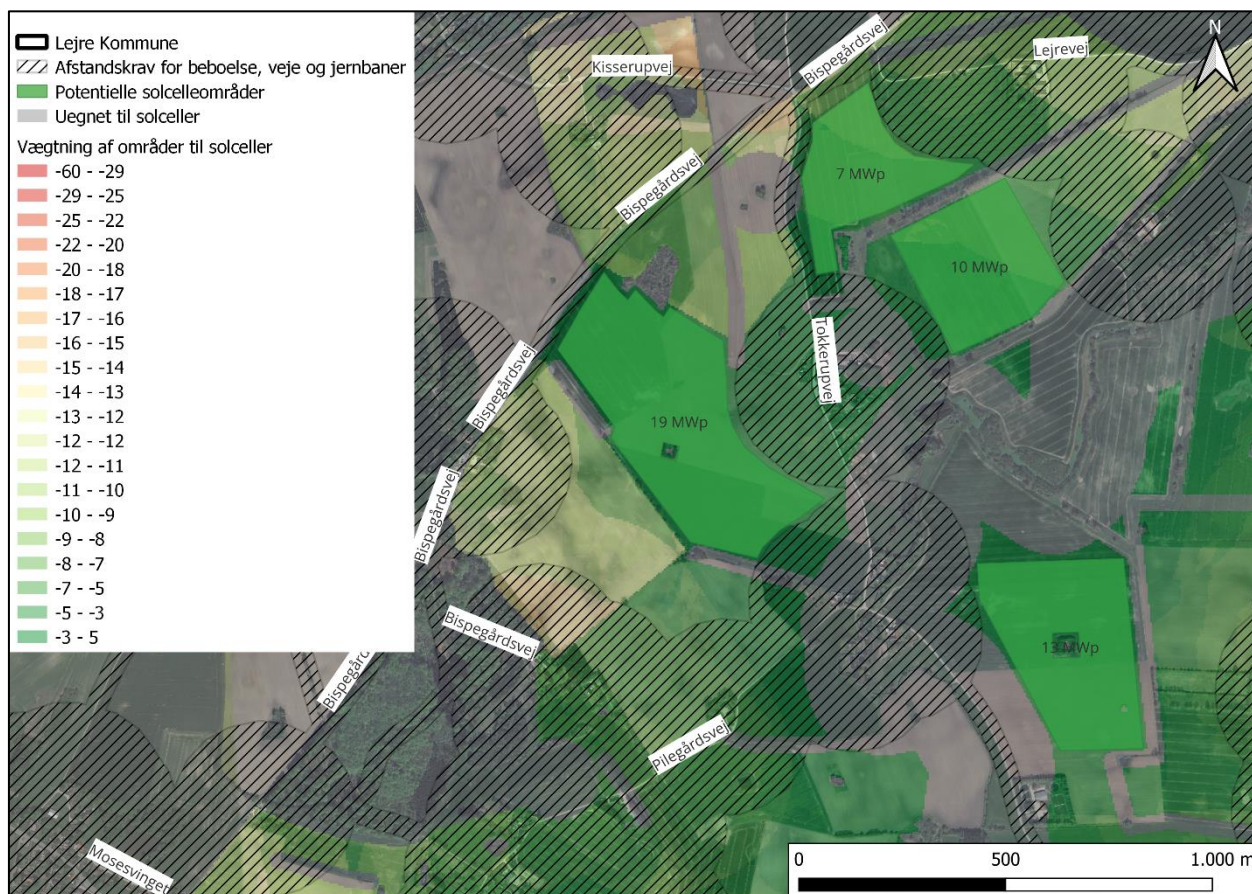 Lejre Kommune
Afstandskrav for beboelse, veje og jernbaner
Potentielle solcelleområder
Uegnet til solceller
Vægtning af områder til solceller
-60 - -29
-29 - -25
-25 - -22
-22 - -20
-20 - -18
-18 - -17
-17 - -16
-16 - -15
-15 - -14
-14 - -13
-13 - -12
-12 - -12
-12 - -11
-11 - -10
-10 - -9
-9 - -8
-8 - -7
-7 - -5
-5 - -3
-3 - 5
N
Kisserupvej
Bispegårdsvej
Lejrevej
Bispegårdsvej
7 MWp
10 MWp
Tokkerupvej
Bispegårdsvej
19 MWp
Bispegårdsvej
Bispegårdsvej
Bispegård
13 MWp
Pilegårdsvej
Mosesvinget
0 500 1.000 m